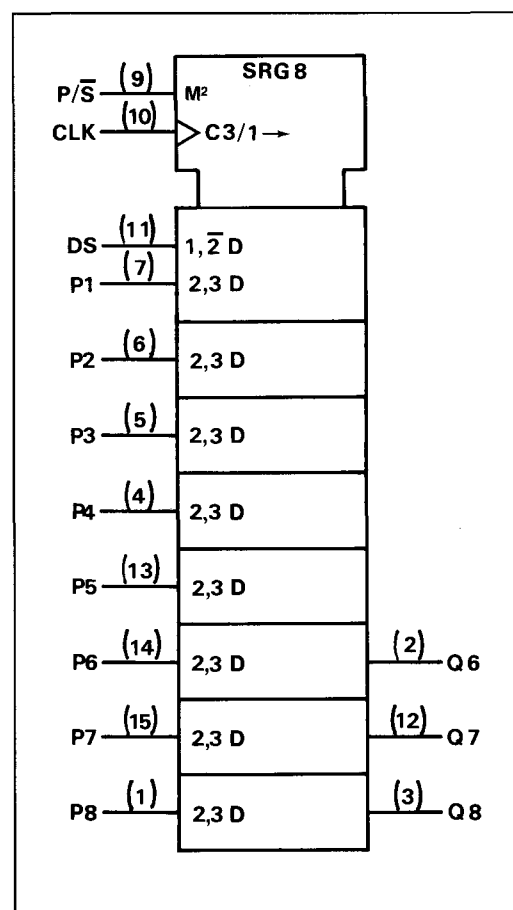 SRG 8
P/S̅ (9) M²
CLK (10) C3/1→
DS (11) 1,2̅ D
P1 (7) 2,3 D
P2 (6) 2,3 D
P3 (5) 2,3 D
P4 (4) 2,3 D
P5 (13) 2,3 D
P6 (14) 2,3 D (2) Q6
P7 (15) 2,3 D (12) Q7
P8 (1) 2,3 D (3) Q8